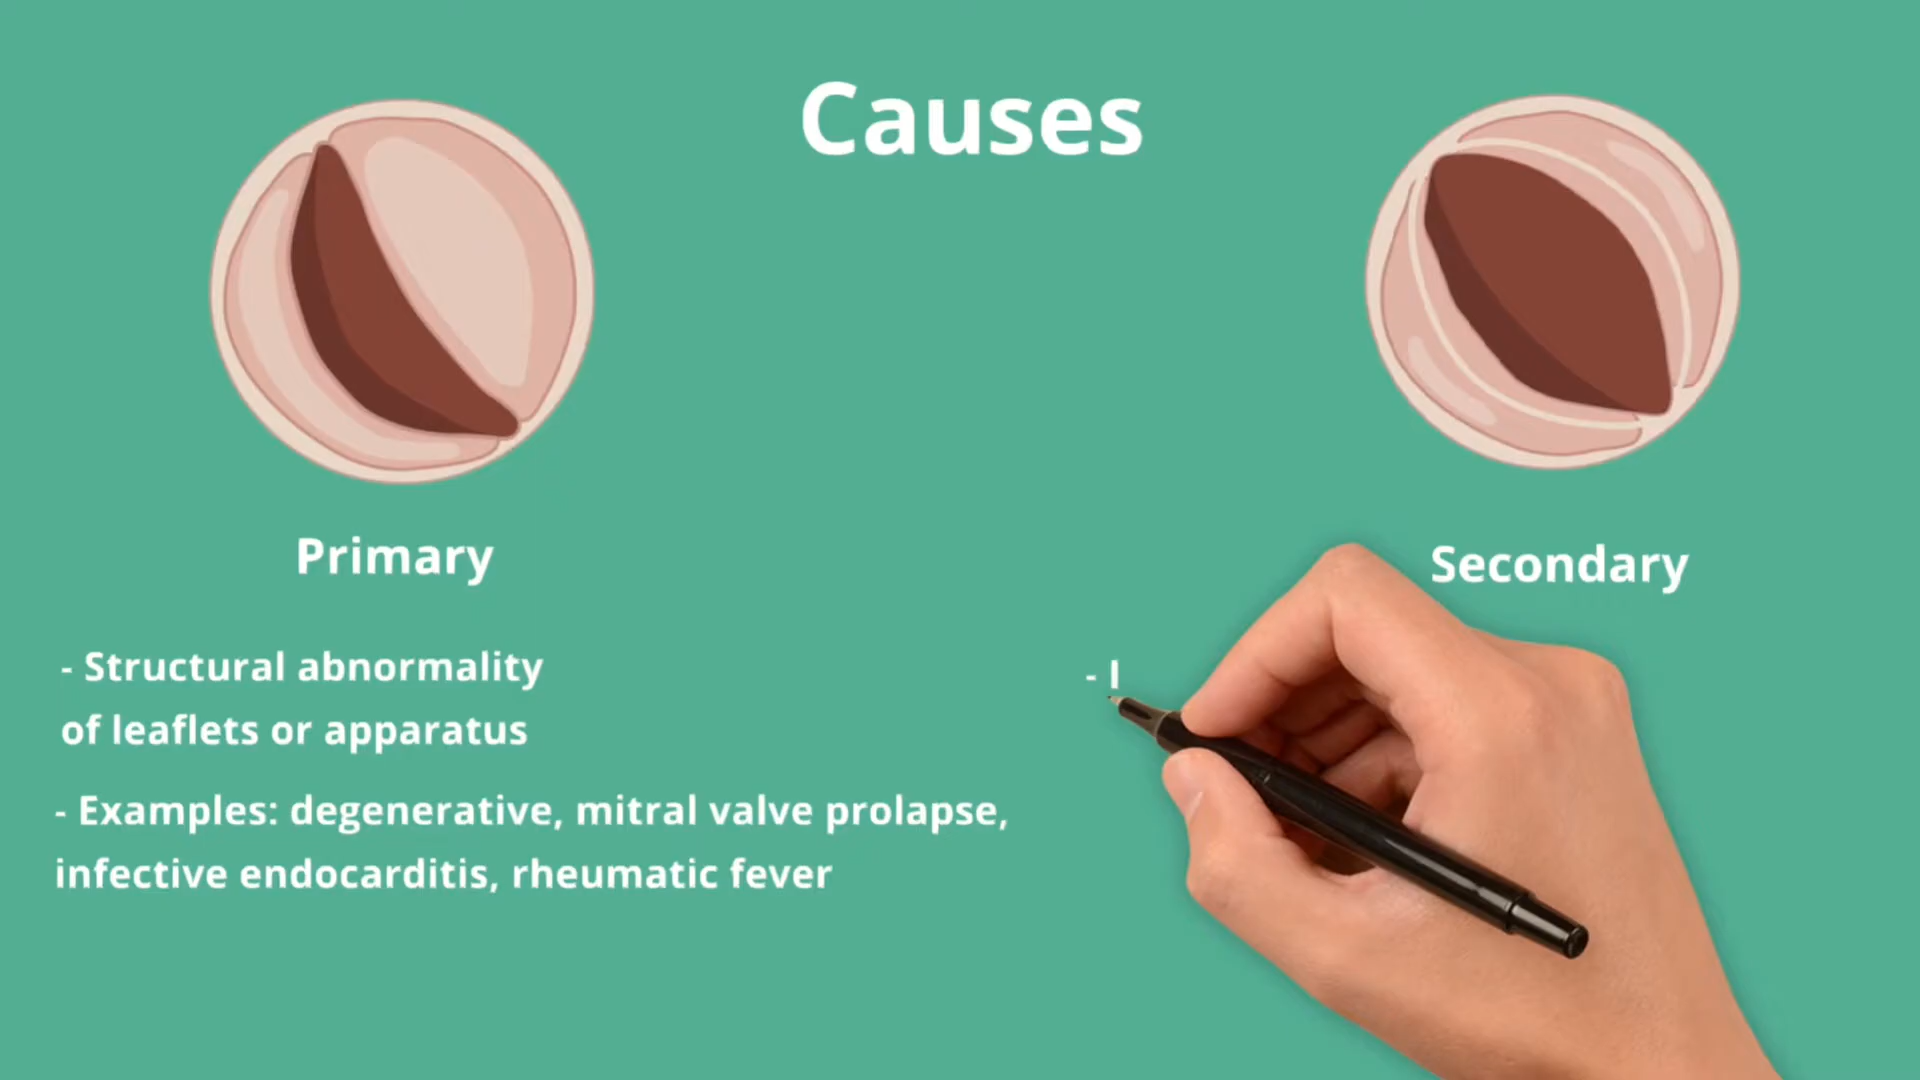 Causes
Primary
- Structural abnormality
of leaflets or apparatus
- Examples: degenerative, mitral valve prolapse,
infective endocarditis, rheumatic fever
Secondary
- I